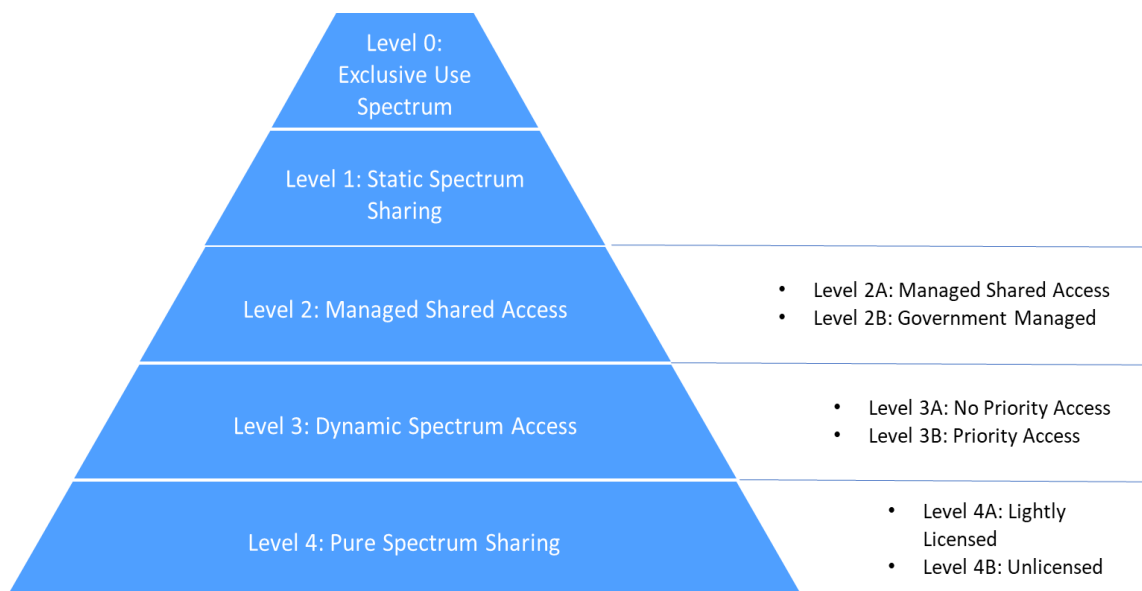 Level 0:
Exclusive Use
Spectrum
Level 1: Static Spectrum
Sharing
Level 2: Managed Shared Access
• Level 2A: Managed Shared Access
• Level 2B: Government Managed
Level 3: Dynamic Spectrum Access
• Level 3A: No Priority Access
• Level 3B: Priority Access
Level 4: Pure Spectrum Sharing
• Level 4A: Lightly
Licensed
• Level 4B: Unlicensed